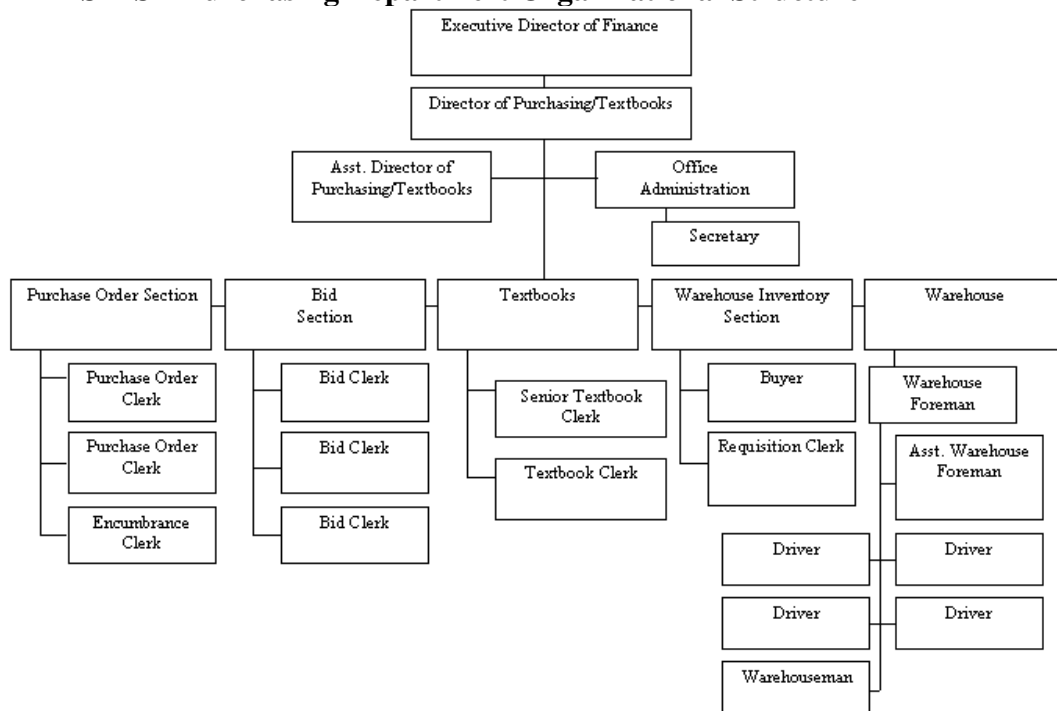 Executive Director of Finance
Director of Purchasing/Textbooks
Asst. Director of
Purchasing/Textbooks
Office
Administration
Secretary
Purchase Order Section
Bid
Section
Textbooks
Warehouse Inventory
Section
Warehouse
Purchase Order
Clerk
Purchase Order
Clerk
Encumbrance
Clerk
Bid Clerk
Bid Clerk
Bid Clerk
Senior Textbook
Clerk
Textbook Clerk
Buyer
Requisition Clerk
Warehouse
Foreman
Asst. Warehouse
Foreman
Driver
Driver
Driver
Driver
Warehouseman